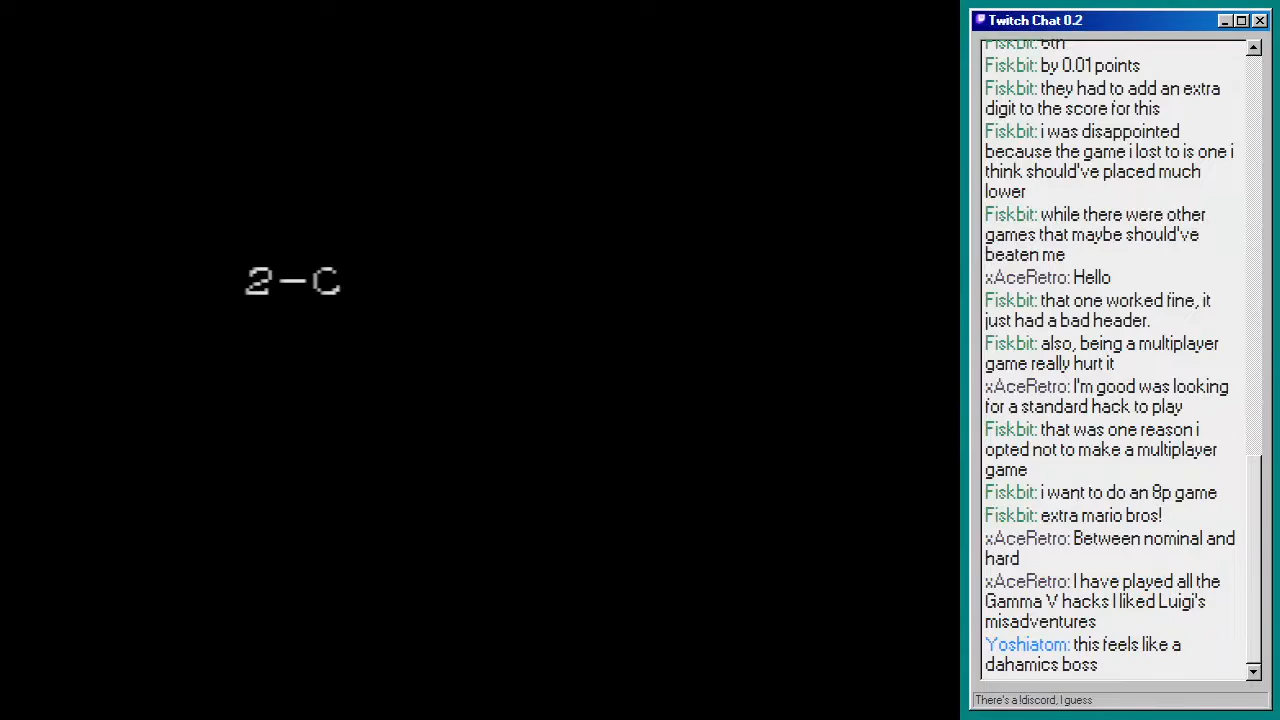 2-C
Twitch Chat 0.2
Fiskbit: 6th
Fiskbit: by 0.01 points
Fiskbit: they had to add an extra
digit to the score for this
Fiskbit: i was disappointed
because the game i lost to is one i
think should've placed much
lower
Fiskbit: while there were other
games that maybe should've
beaten me
xAceRetro: Hello
Fiskbit: that one worked fine, it
just had a bad header.
Fiskbit: also, being a multiplayer
game really hurt it
xAceRetro: I'm good was looking
for a standard hack to play
Fiskbit: that was one reason i
opted not to make a multiplayer
game
Fiskbit: i want to do an 8p game
Fiskbit: extra mario bros!
xAceRetro: Between nominal and
hard
xAceRetro: I have played all the
Gamma V hacks I liked Luigi's
misadventures
Yoshiatom: this feels like a
dahamics boss
There's a !discord, I guess